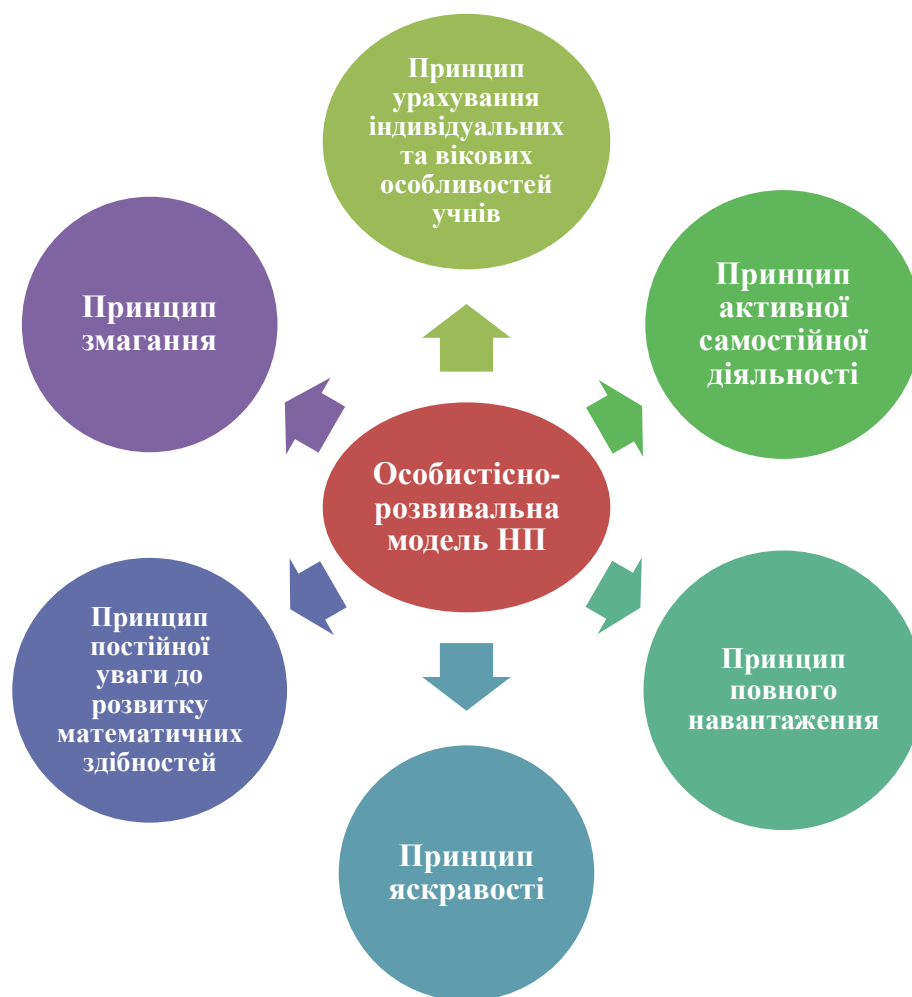 Принцип
урахування
індивідуальних
та вікових
особливостей
учнів
Принцип
активної
самостійної
діяльності
Принцип
повного
навантаження
Принцип
яскравості
Принцип
постійної
уваги до
розвитку
математичних
здібностей
Принцип
змагання
Особистісно-
розвивальна
модель НП